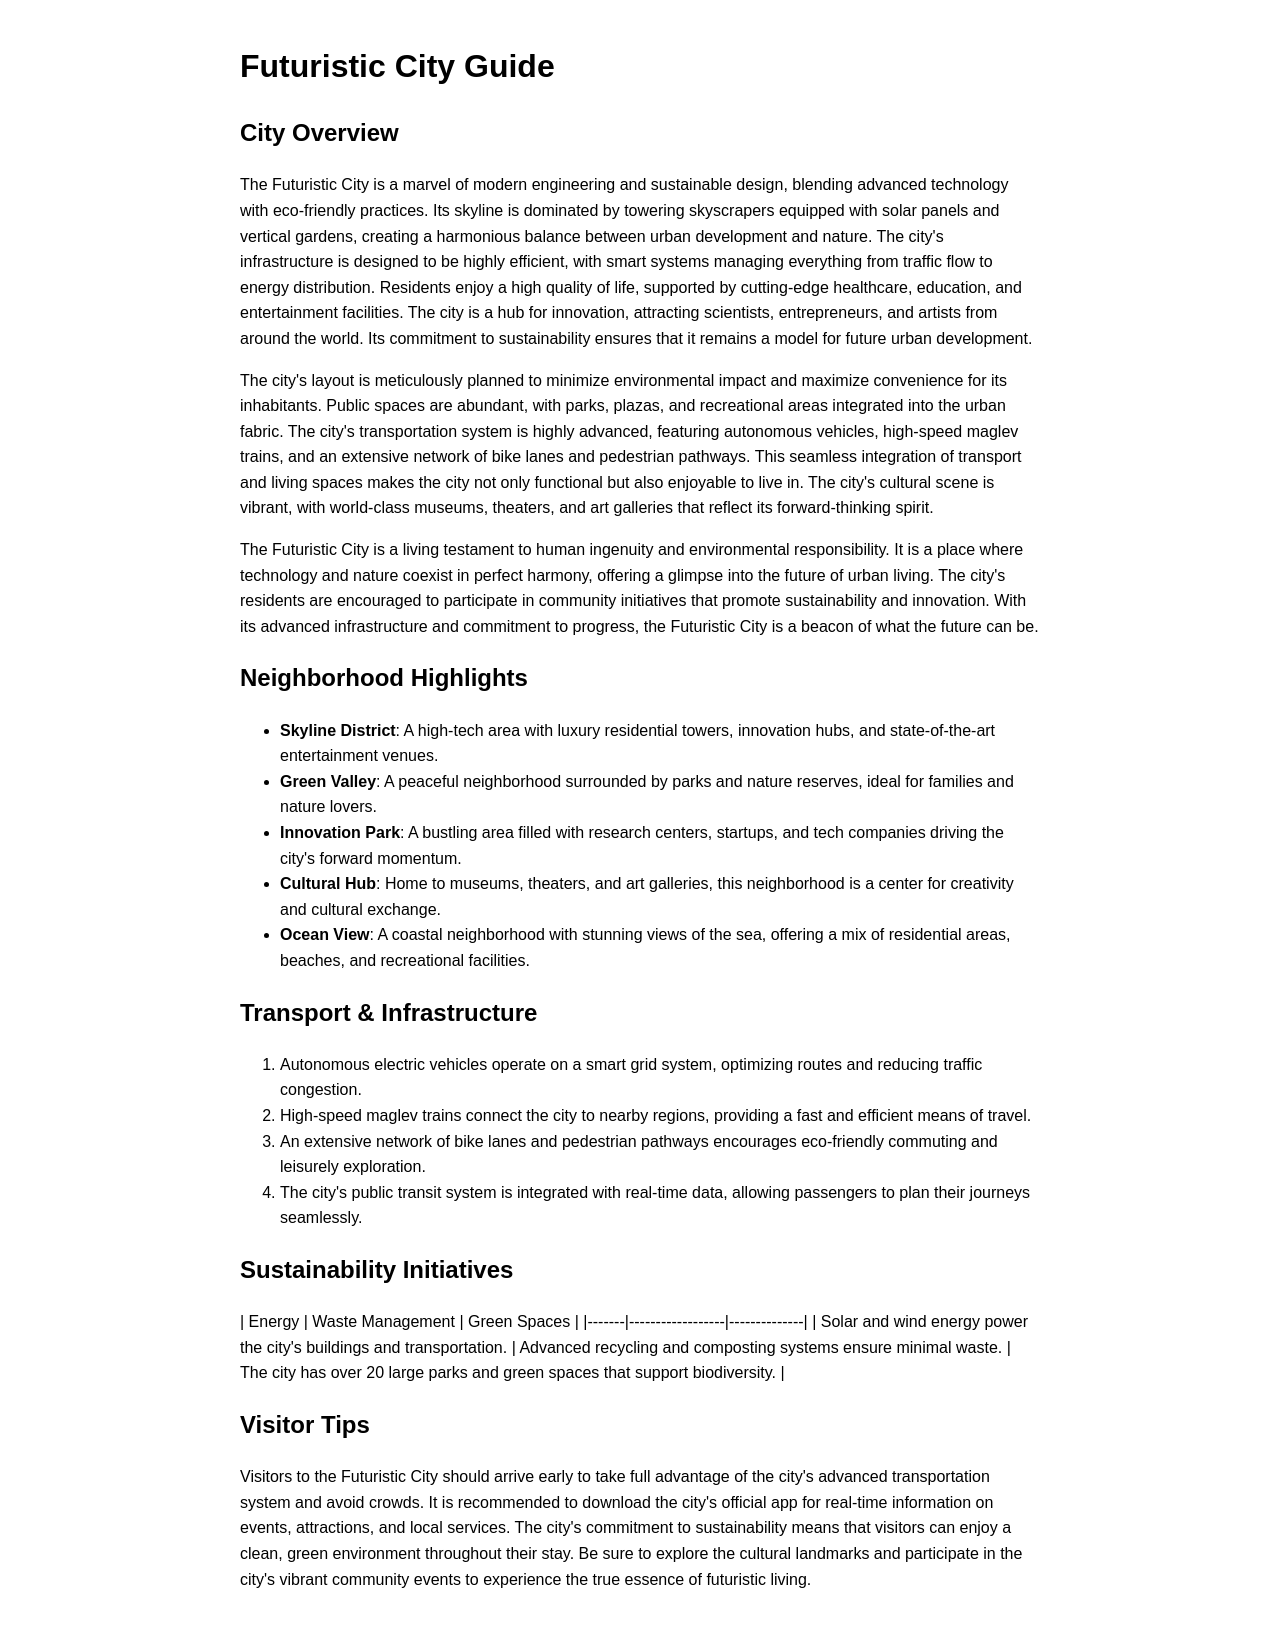 Futuristic City Guide
City Overview
The Futuristic City is a marvel of modern engineering and sustainable design, blending advanced technology
with eco-friendly practices. Its skyline is dominated by towering skyscrapers equipped with solar panels and
vertical gardens, creating a harmonious balance between urban development and nature. The city's
infrastructure is designed to be highly efficient, with smart systems managing everything from traffic flow to
energy distribution. Residents enjoy a high quality of life, supported by cutting-edge healthcare, education, and
entertainment facilities. The city is a hub for innovation, attracting scientists, entrepreneurs, and artists from
around the world. Its commitment to sustainability ensures that it remains a model for future urban development.
The city's layout is meticulously planned to minimize environmental impact and maximize convenience for its
inhabitants. Public spaces are abundant, with parks, plazas, and recreational areas integrated into the urban
fabric. The city's transportation system is highly advanced, featuring autonomous vehicles, high-speed maglev
trains, and an extensive network of bike lanes and pedestrian pathways. This seamless integration of transport
and living spaces makes the city not only functional but also enjoyable to live in. The city's cultural scene is
vibrant, with world-class museums, theaters, and art galleries that reflect its forward-thinking spirit.
The Futuristic City is a living testament to human ingenuity and environmental responsibility. It is a place where
technology and nature coexist in perfect harmony, offering a glimpse into the future of urban living. The city's
residents are encouraged to participate in community initiatives that promote sustainability and innovation. With
its advanced infrastructure and commitment to progress, the Futuristic City is a beacon of what the future can be.
Neighborhood Highlights
• Skyline District: A high-tech area with luxury residential towers, innovation hubs, and state-of-the-art
entertainment venues.
• Green Valley: A peaceful neighborhood surrounded by parks and nature reserves, ideal for families and
nature lovers.
• Innovation Park: A bustling area filled with research centers, startups, and tech companies driving the
city's forward momentum.
• Cultural Hub: Home to museums, theaters, and art galleries, this neighborhood is a center for creativity
and cultural exchange.
• Ocean View: A coastal neighborhood with stunning views of the sea, offering a mix of residential areas,
beaches, and recreational facilities.
Transport & Infrastructure
1. Autonomous electric vehicles operate on a smart grid system, optimizing routes and reducing traffic
congestion.
2. High-speed maglev trains connect the city to nearby regions, providing a fast and efficient means of travel.
3. An extensive network of bike lanes and pedestrian pathways encourages eco-friendly commuting and
leisurely exploration.
4. The city's public transit system is integrated with real-time data, allowing passengers to plan their journeys
seamlessly.
Sustainability Initiatives
| Energy | Waste Management | Green Spaces | |-------|------------------|--------------| | Solar and wind energy power
the city's buildings and transportation. | Advanced recycling and composting systems ensure minimal waste. |
The city has over 20 large parks and green spaces that support biodiversity. |
Visitor Tips
Visitors to the Futuristic City should arrive early to take full advantage of the city's advanced transportation
system and avoid crowds. It is recommended to download the city's official app for real-time information on
events, attractions, and local services. The city's commitment to sustainability means that visitors can enjoy a
clean, green environment throughout their stay. Be sure to explore the cultural landmarks and participate in the
city's vibrant community events to experience the true essence of futuristic living.